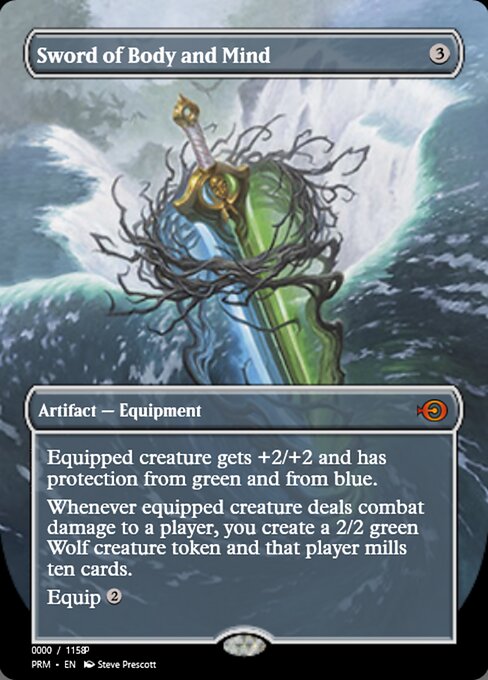 Sword of Body and Mind 3
Artifact — Equipment
Equipped creature gets +2/+2 and has
protection from green and from blue.
Whenever equipped creature deals combat
damage to a player, you create a 2/2 green
Wolf creature token and that player mills
ten cards.
Equip 2
0000 / 1158P
PRM • EN Steve Prescott